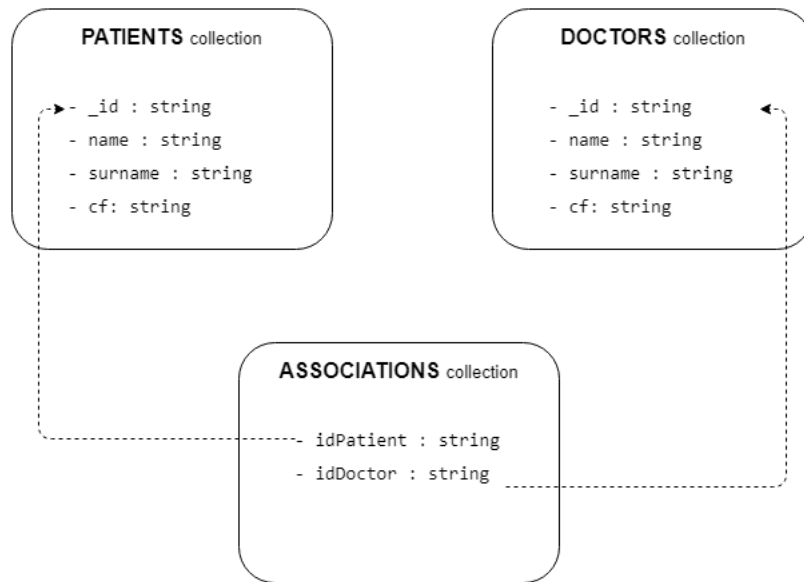 PATIENTS collection
- _id : string
- name : string
- surname : string
- cf: string
DOCTORS collection
- _id : string
- name : string
- surname : string
- cf: string
ASSOCIATIONS collection
- idPatient : string
- idDoctor : string